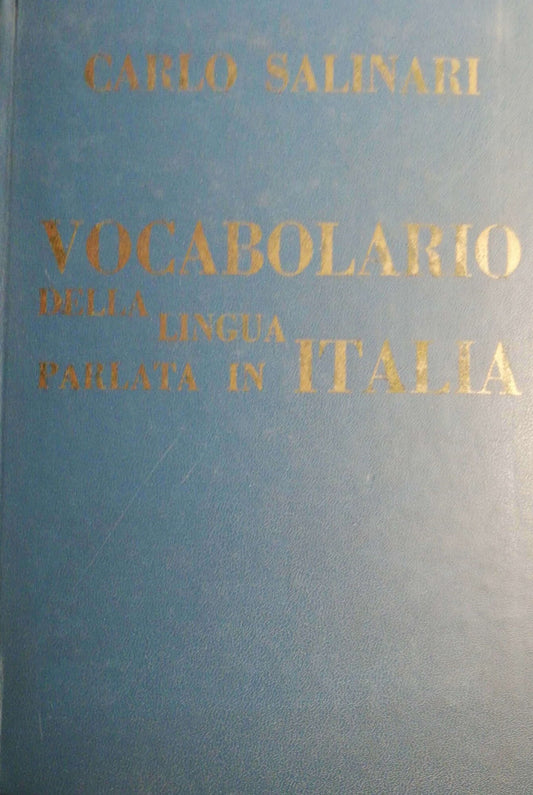 CARLO SALINARI
VOCABOLARIO
DELLA LINGUA
PARLATA IN ITALIA